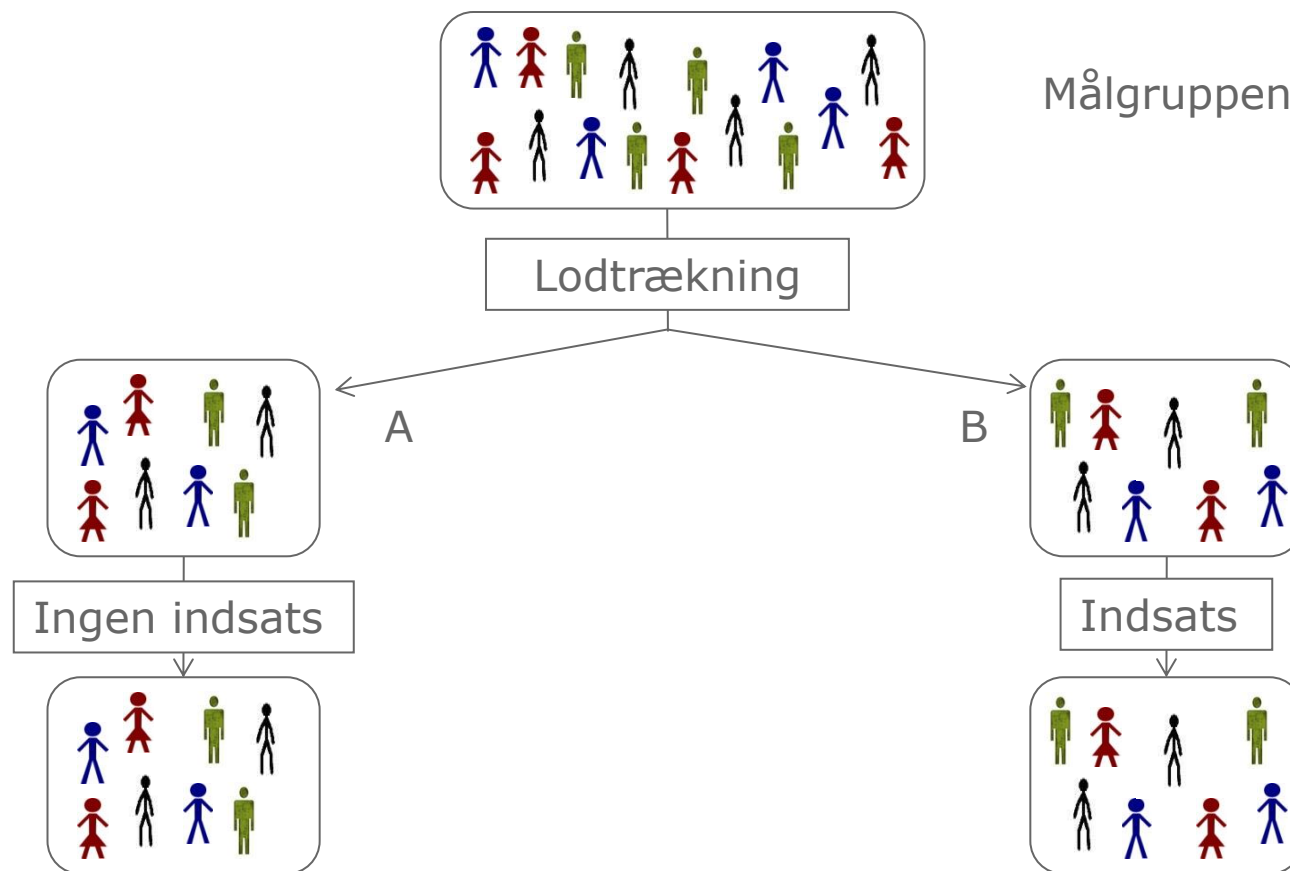 Målgruppen
Lodtrækning
A
B
Ingen indsats
Indsats